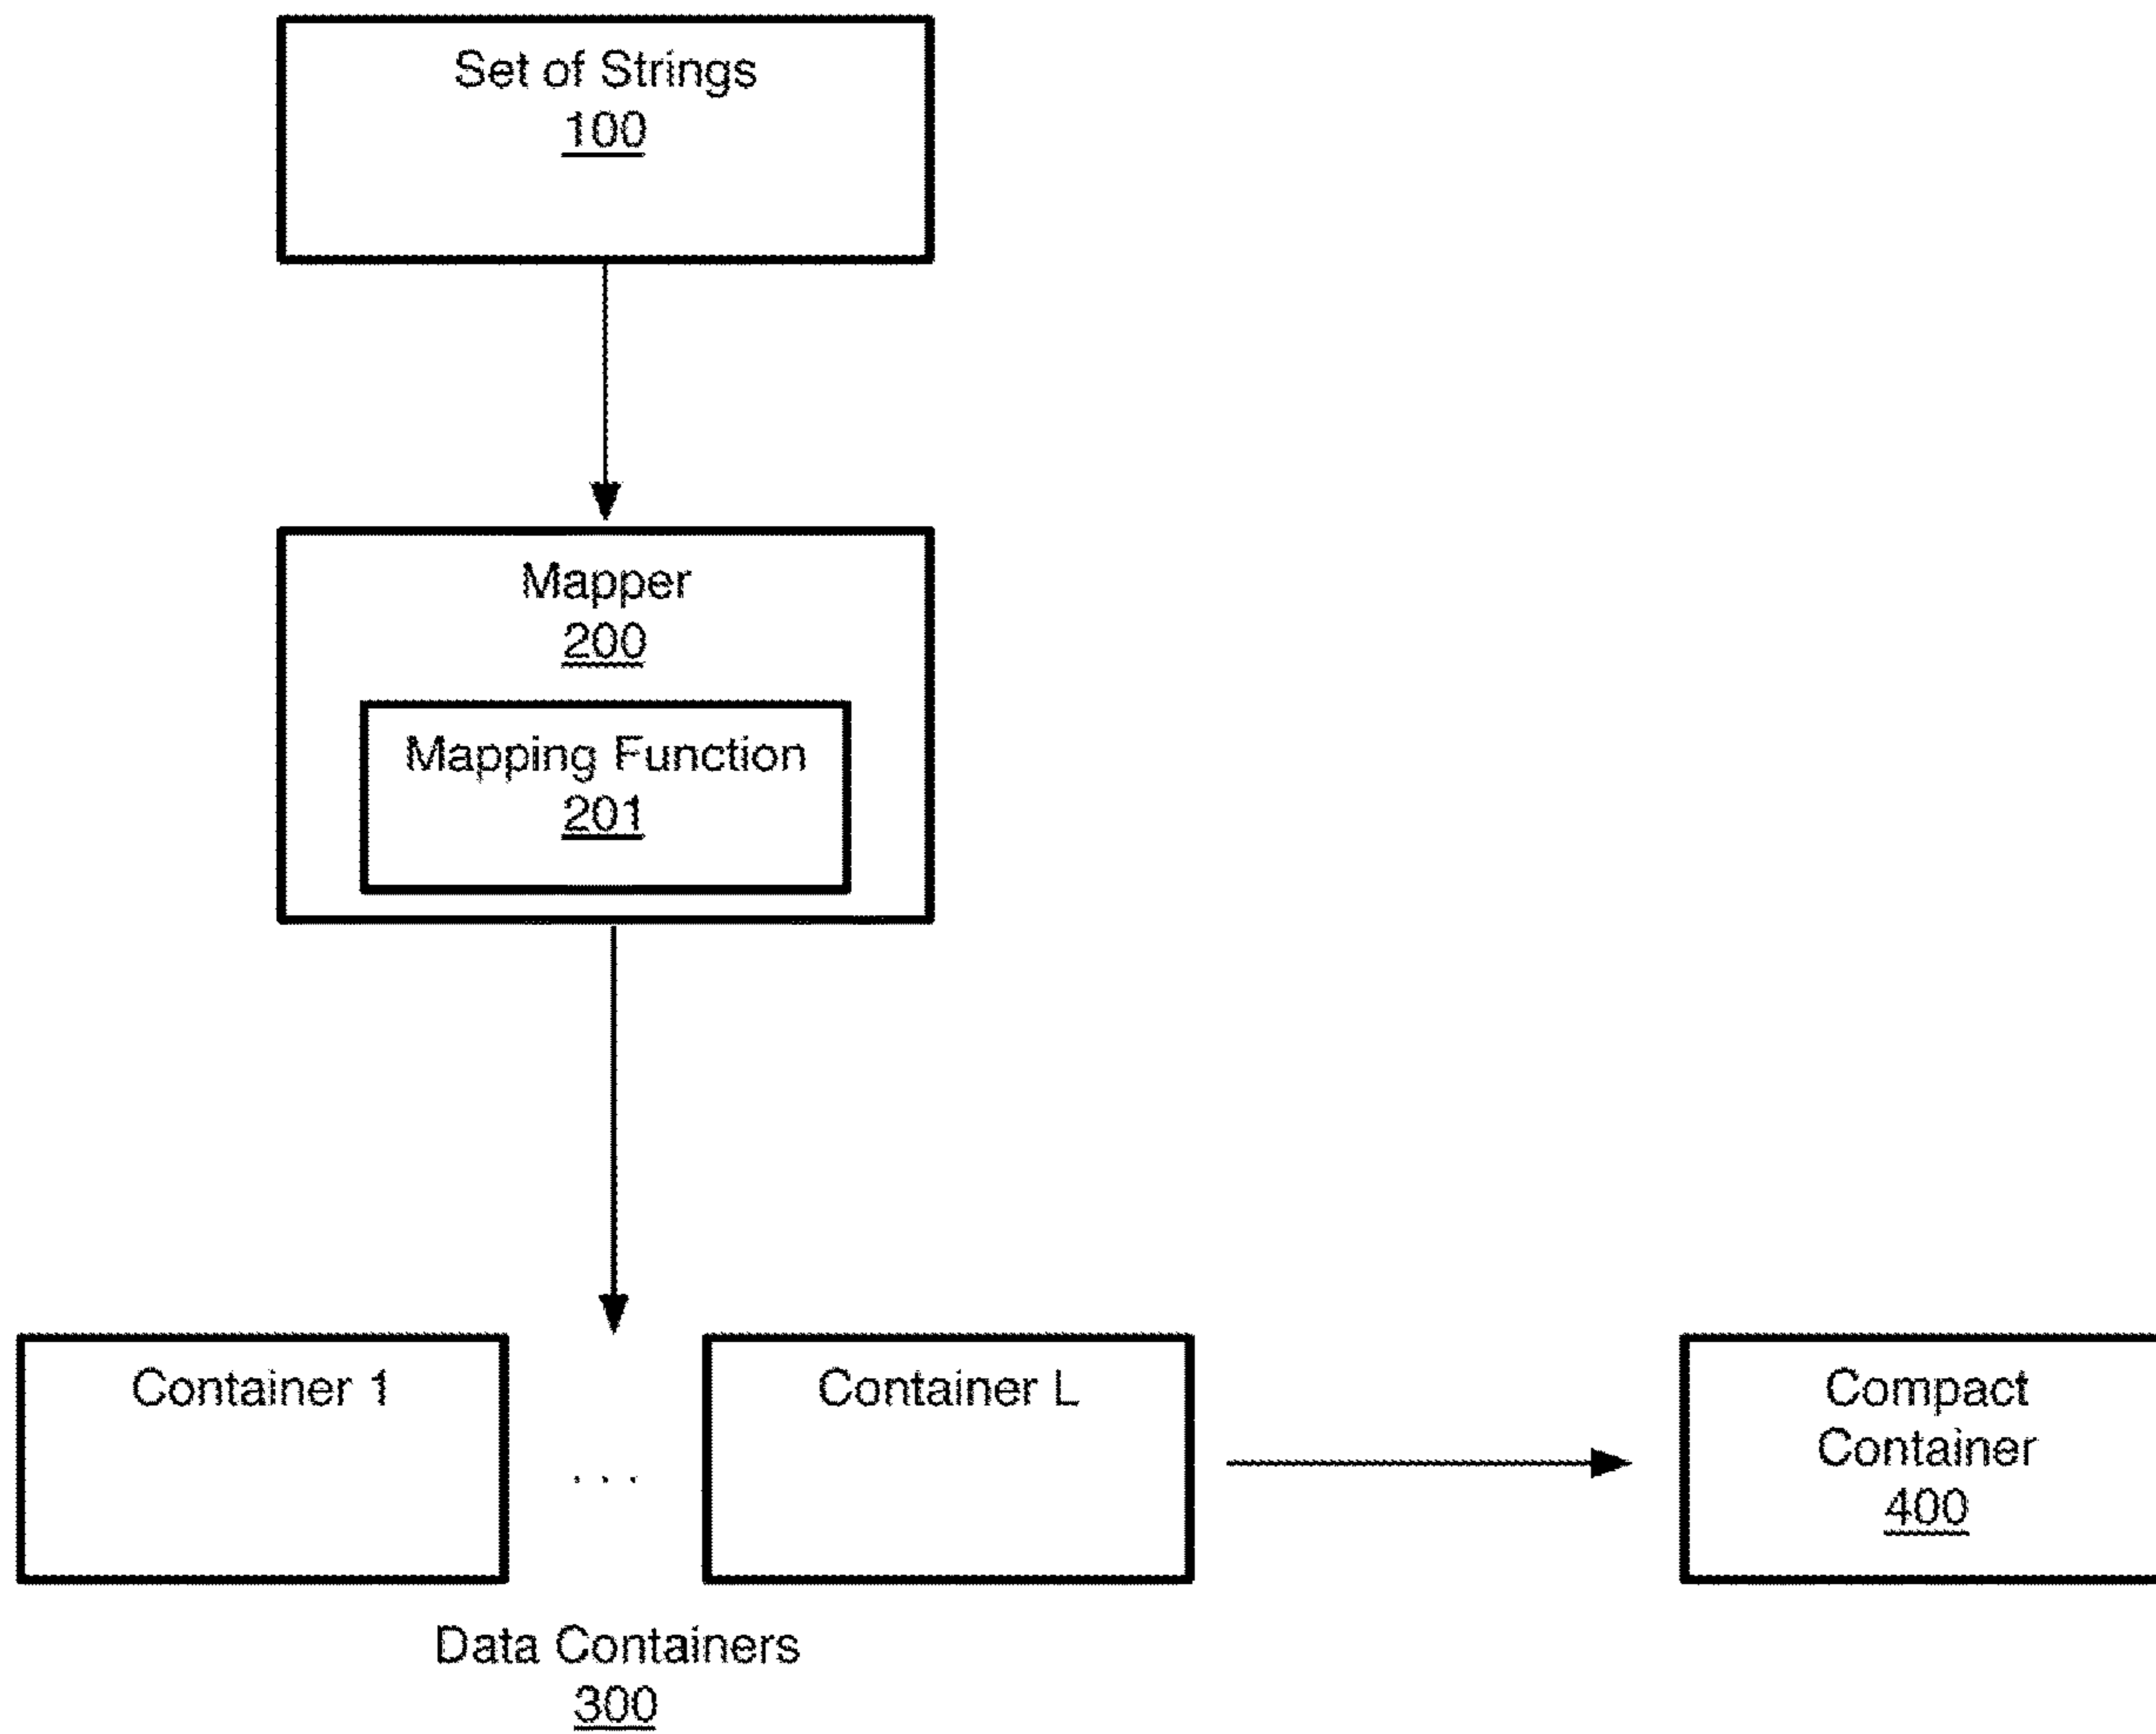 Set of Strings
100
Mapper
200
Mapping Function
201
Container 1
. . .
Container L
Compact
Container
400
Data Containers
300